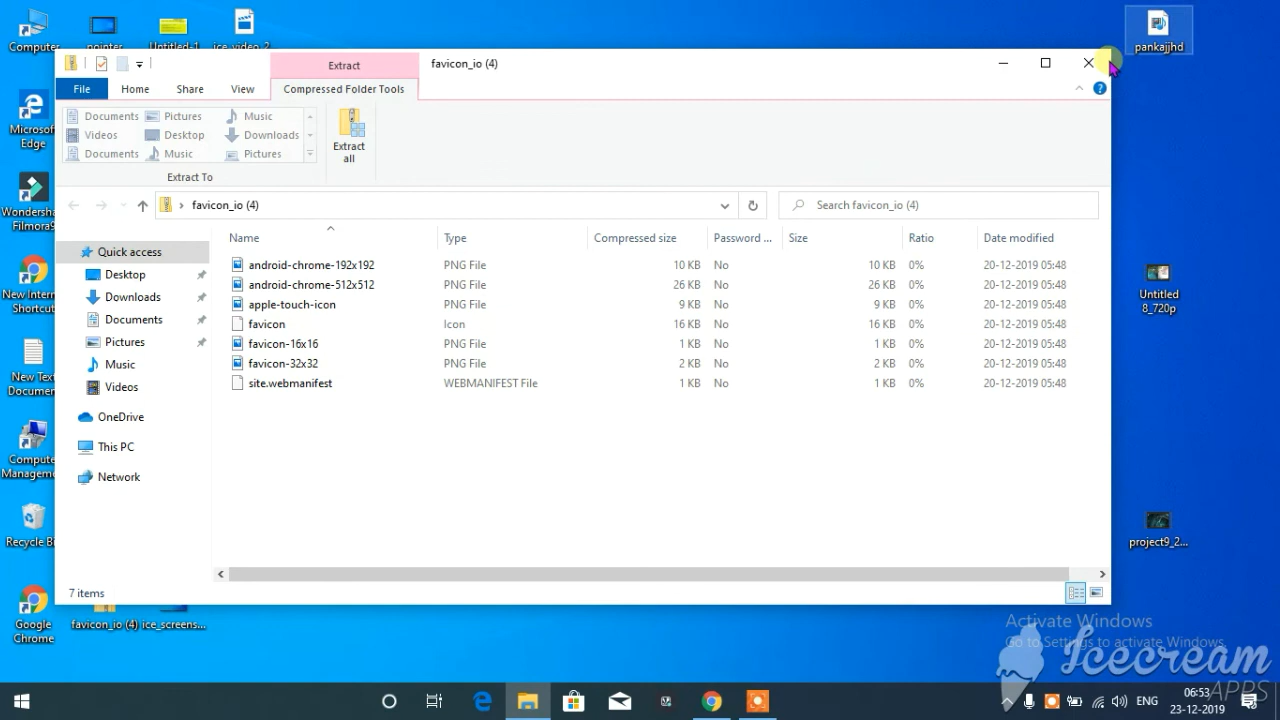 Computer
pointer
Untitled-1
ice_video_2
pankajjhd
Extract
favicon_io (4)
File
Home
Share
View
Compressed Folder Tools
Documents
Pictures
Music
Videos
Desktop
Downloads
Documents
Music
Pictures
Extract all
Extract To
Microsoft Edge
favicon_io (4)
Search favicon_io (4)
Wondersha
Filmora9
Name Type Compressed size Password ... Size Ratio Date modified
Quick access
Desktop
Downloads
Documents
Pictures
Music
Videos
OneDrive
This PC
Network
android-chrome-192x192 PNG File 10 KB No 10 KB 0% 20-12-2019 05:48
android-chrome-512x512 PNG File 26 KB No 26 KB 0% 20-12-2019 05:48
apple-touch-icon PNG File 9 KB No 9 KB 0% 20-12-2019 05:48
favicon Icon 16 KB No 16 KB 0% 20-12-2019 05:48
favicon-16x16 PNG File 1 KB No 1 KB 0% 20-12-2019 05:48
favicon-32x32 PNG File 2 KB No 2 KB 0% 20-12-2019 05:48
site.webmanifest WEBMANIFEST File 1 KB No 1 KB 0% 20-12-2019 05:48
New Intern
Shortcut
New Text
Documen
Compute
Manageme
Recycle Bi
Untitled
8_720p
project9_2...
7 items
Google
Chrome
favicon_io (4)
ice_screens...
Activate Windows
Go to Settings to activate Windows.
Icecream
APPS
ENG
06:53
23-12-2019